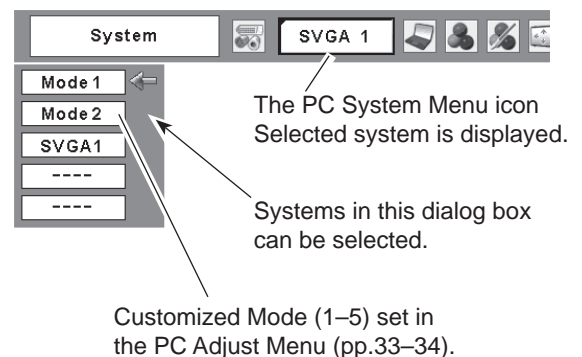 System
SVGA 1
Mode 1
Mode 2
SVGA1
----
----
The PC System Menu icon
Selected system is displayed.
Systems in this dialog box
can be selected.
Customized Mode (1–5) set in
the PC Adjust Menu (pp.33–34).